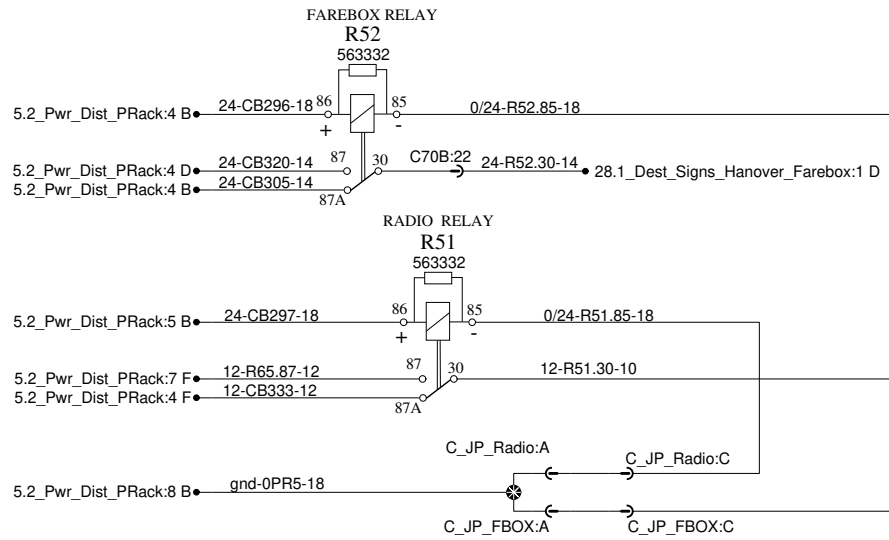 FAREBOX RELAY
R52
563332
5.2_Pwr_Dist_PRack:4 B
24-CB296-18
86
85
0/24-R52.85-18
+
-
5.2_Pwr_Dist_PRack:4 D
24-CB320-14
87
30
C70B:22
24-R52.30-14
28.1_Dest_Signs_Hanover_Farebox:1 D
5.2_Pwr_Dist_PRack:4 B
24-CB305-14
87A
RADIO RELAY
R51
563332
5.2_Pwr_Dist_PRack:5 B
24-CB297-18
86
85
0/24-R51.85-18
+
-
5.2_Pwr_Dist_PRack:7 F
12-R65.87-12
87
30
12-R51.30-10
5.2_Pwr_Dist_PRack:4 F
12-CB333-12
87A
C_JP_Radio:A
C_JP_Radio:C
5.2_Pwr_Dist_PRack:8 B
gnd-0PR5-18
C_JP_FBOX:A
C_JP_FBOX:C